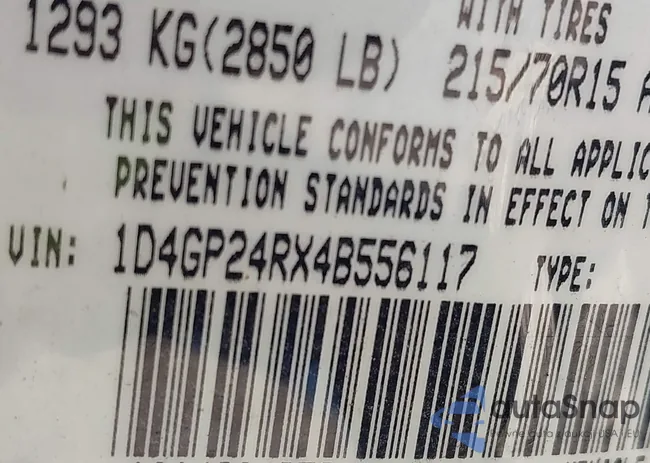 WITH TIRES
1293 KG(2850 LB) 215/70R15 A
THIS VEHICLE CONFORMS TO ALL APPLIC
PREVENTION STANDARDS IN EFFECT ON T
VIN: 1D4GP24RX4B556117 TYPE:
autoSnap